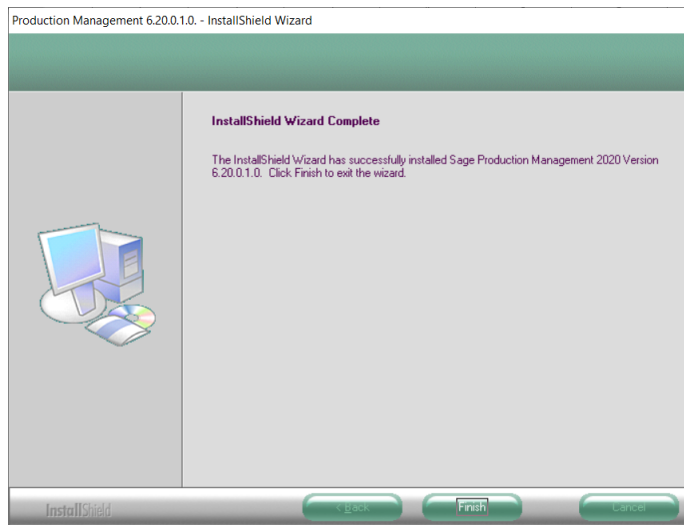 Production Management 6.20.0.1.0. - InstallShield Wizard
InstallShield Wizard Complete
The InstallShield Wizard has successfully installed Sage Production Management 2020 Version
6.20.0.1.0. Click Finish to exit the wizard.
InstallShield
< Back
Finish
Cancel